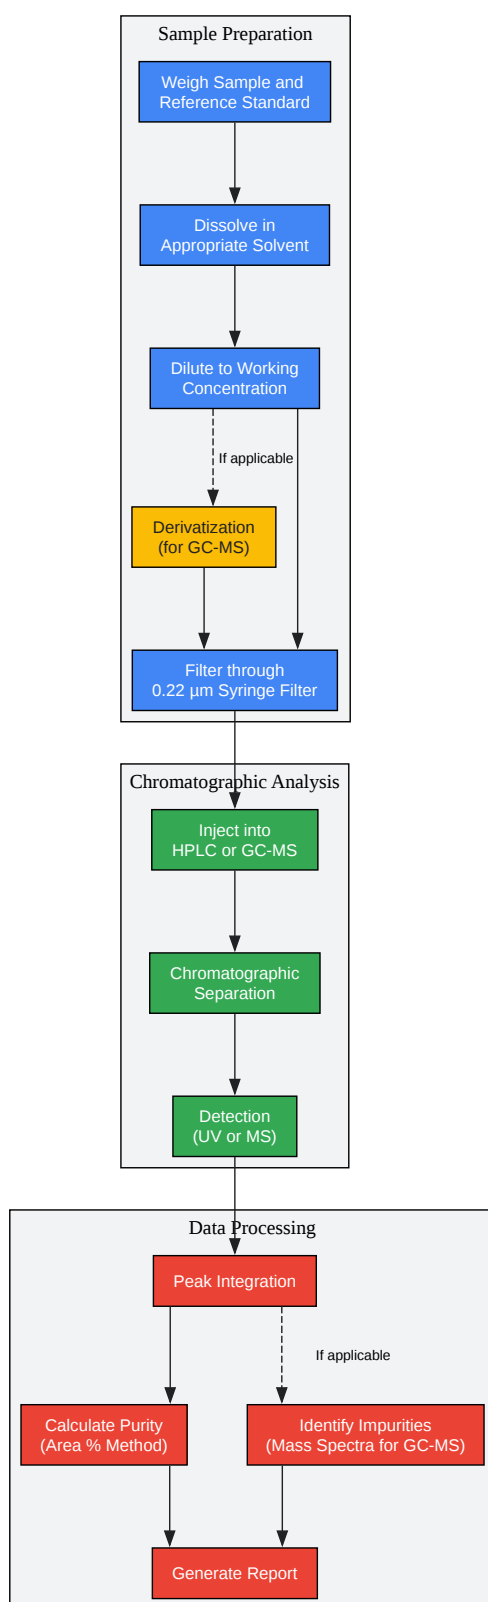 Sample Preparation
Weigh Sample and
Reference Standard
Dissolve in
Appropriate Solvent
Dilute to Working
Concentration
If applicable
Derivatization
(for GC-MS)
Filter through
0.22 µm Syringe Filter
Chromatographic Analysis
Inject into
HPLC or GC-MS
Chromatographic
Separation
Detection
(UV or MS)
Data Processing
Peak Integration
If applicable
Calculate Purity
(Area % Method)
Identify Impurities
(Mass Spectra for GC-MS)
Generate Report